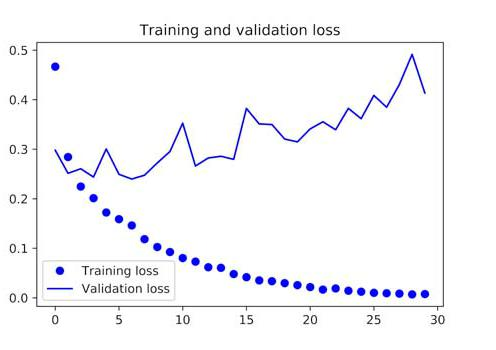 Training and validation loss
0.5
0.4
0.3
0.2
0.1
0.0
Training loss
Validation loss
0 5 10 15 20 25 30